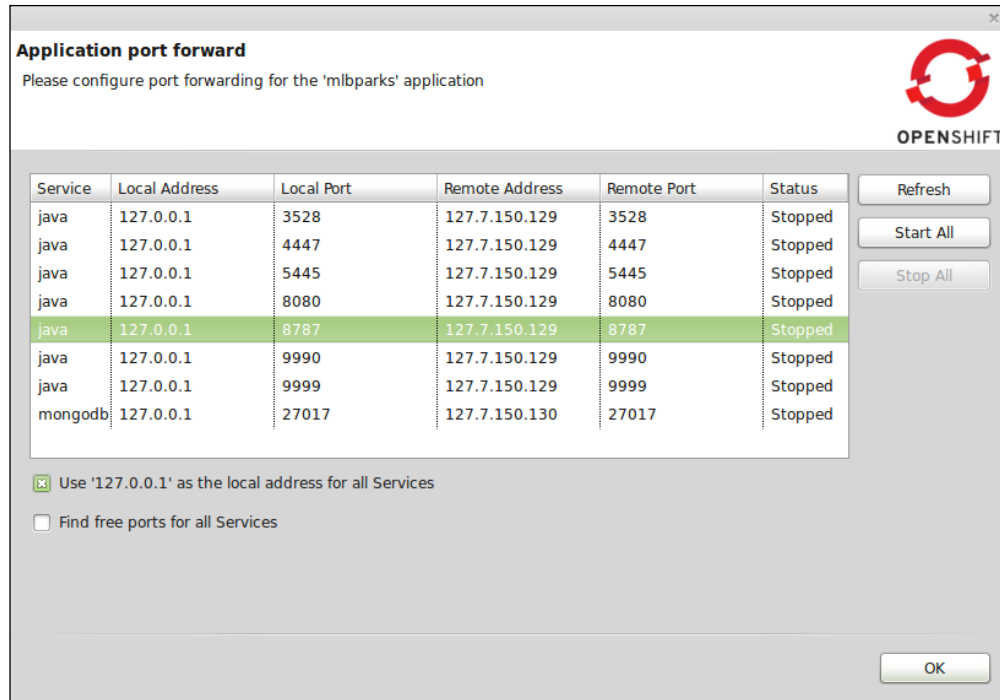 Application port forward
Please configure port forwarding for the 'mlbparks' application
OPENSHIFT
Service Local Address Local Port Remote Address Remote Port Status
java 127.0.0.1 3528 127.7.150.129 3528 Stopped
java 127.0.0.1 4447 127.7.150.129 4447 Stopped
java 127.0.0.1 5445 127.7.150.129 5445 Stopped
java 127.0.0.1 8080 127.7.150.129 8080 Stopped
java 127.0.0.1 8787 127.7.150.129 8787 Stopped
java 127.0.0.1 9990 127.7.150.129 9990 Stopped
java 127.0.0.1 9999 127.7.150.129 9999 Stopped
mongodb 127.0.0.1 27017 127.7.150.130 27017 Stopped
Refresh
Start All
Stop All
Use '127.0.0.1' as the local address for all Services
Find free ports for all Services
OK